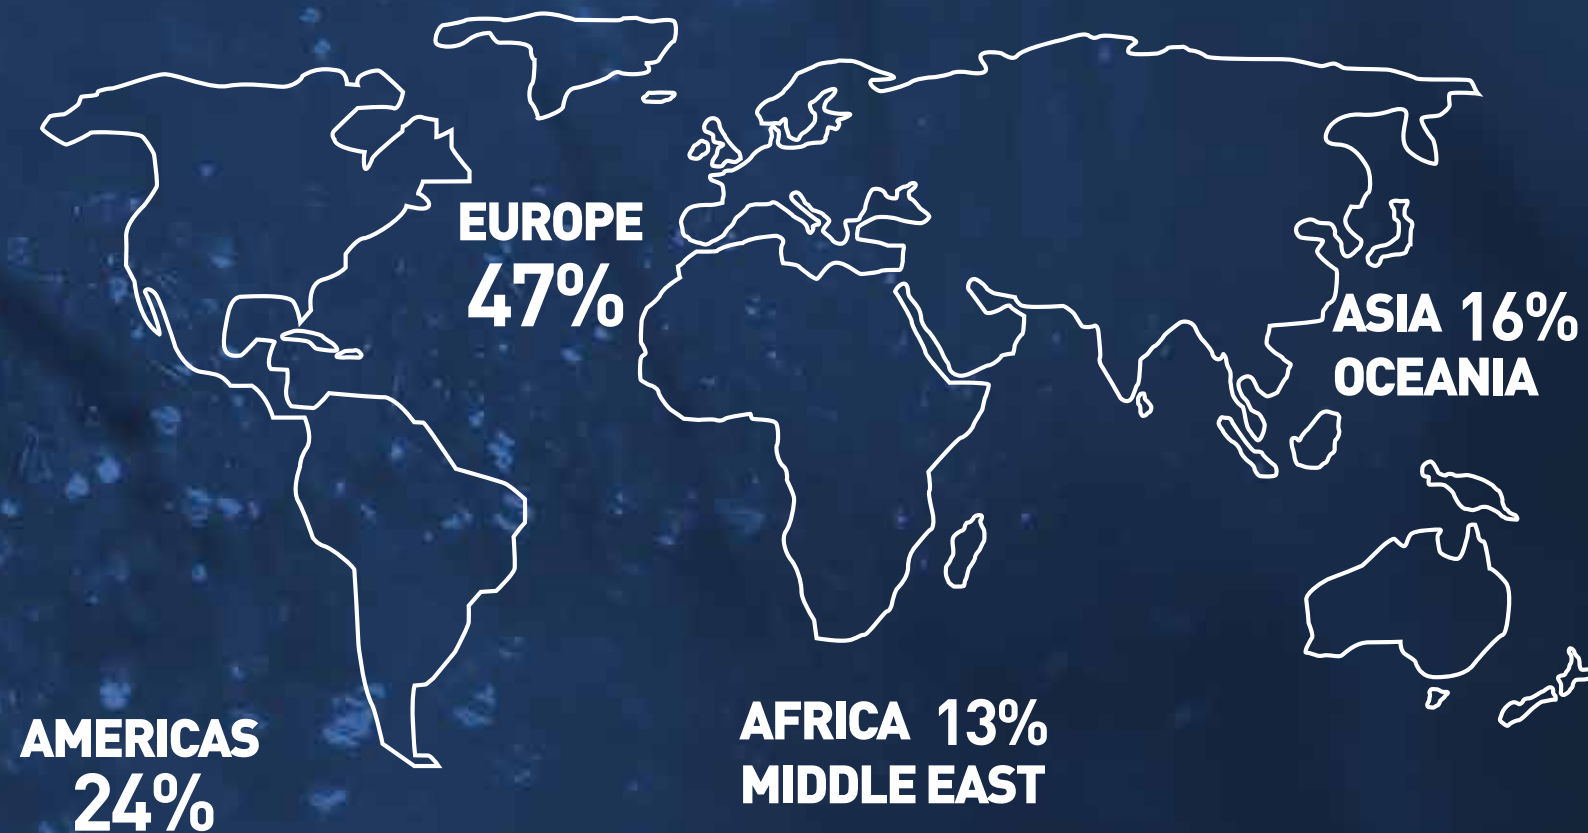 EUROPE
47%
ASIA 16%
OCEANIA
AMERICAS
24%
AFRICA 13%
MIDDLE EAST